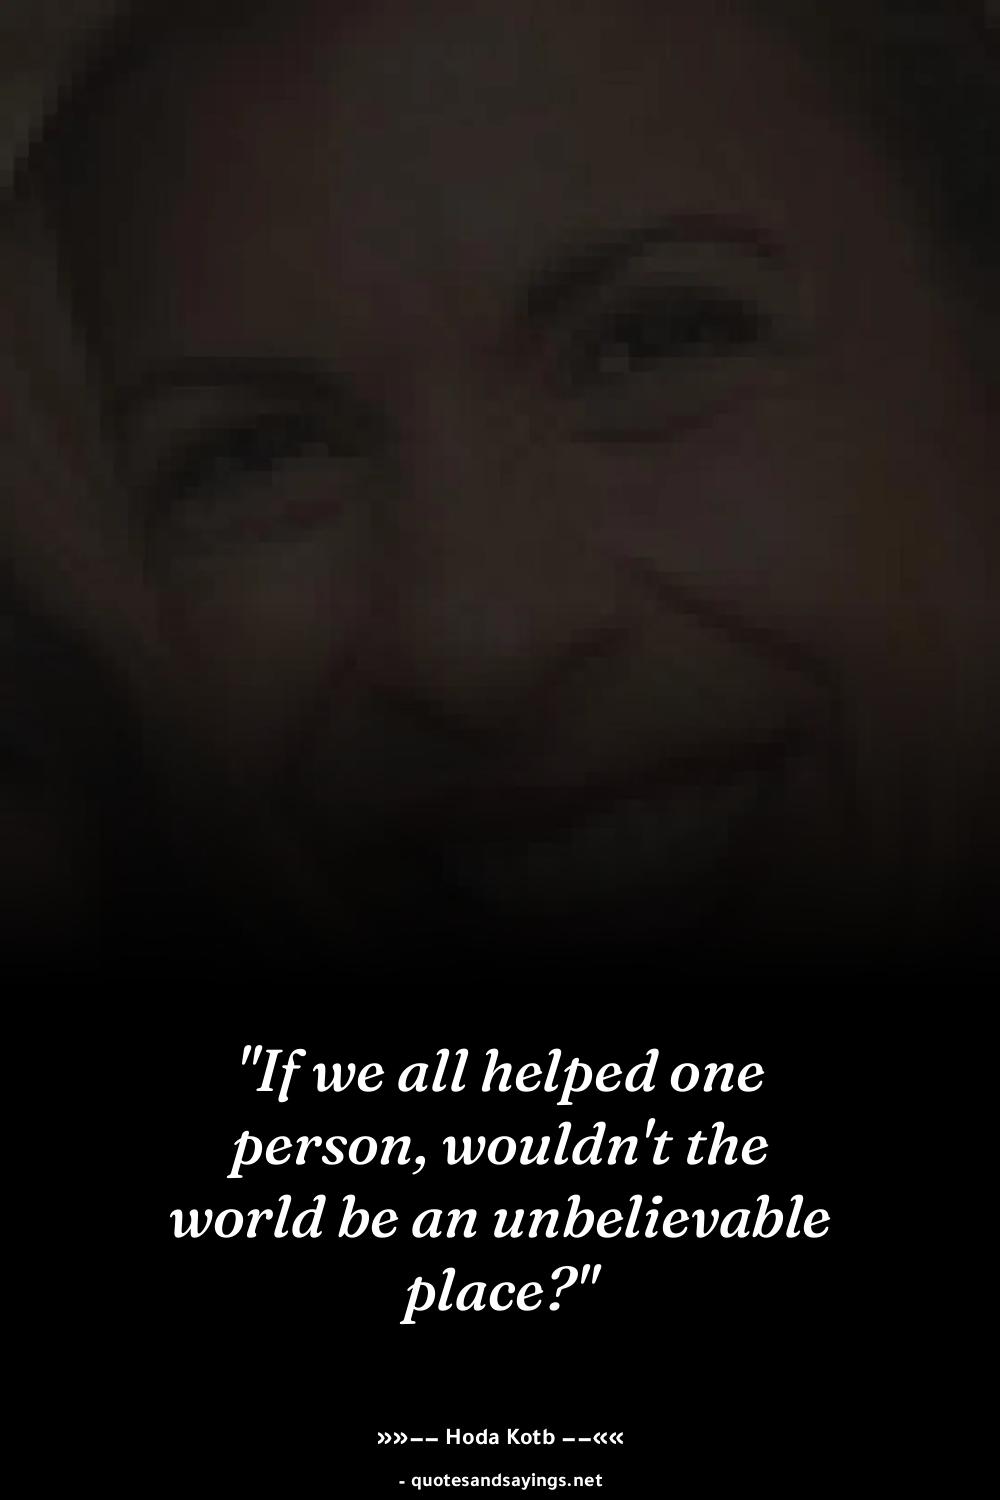 "If we all helped one
person, wouldn't the
world be an unbelievable
place?"
»»—— Hoda Kotb ——««
- quotesandsayings.net